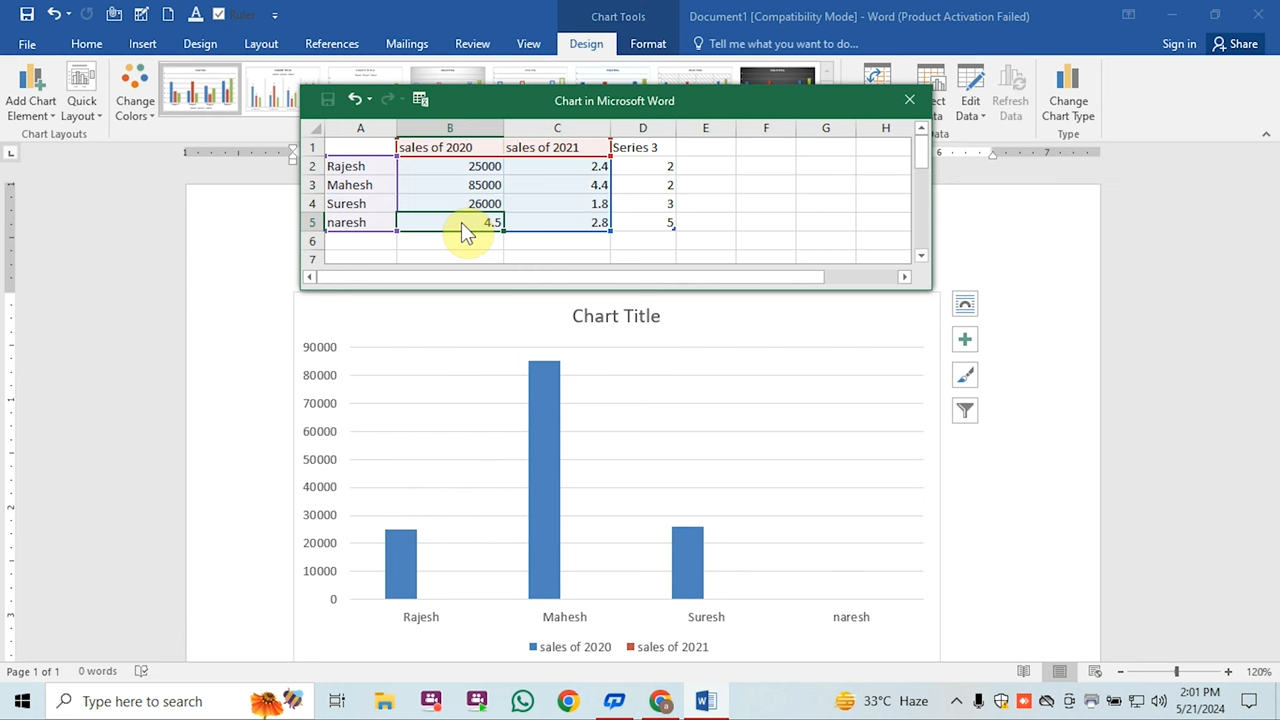 Ruler
Chart Tools
Document1 [Compatibility Mode] - Word (Product Activation Failed)
File Home Insert Design Layout References Mailings Review View Design Format Tell me what you want to do... Sign in Share
Add Chart Element
Quick Layout
Change Colors
Edit Data
Refresh Data
Change Chart Type
Chart Layouts
Type
Chart in Microsoft Word
A B C D E F G H
1 sales of 2020 sales of 2021 Series 3
2 Rajesh 25000 2.4 2
3 Mahesh 85000 4.4 2
4 Suresh 26000 1.8 3
5 naresh 4.5 2.8 5
6
7
Chart Title
90000
80000
70000
60000
50000
40000
30000
20000
10000
0
Rajesh Mahesh Suresh naresh
sales of 2020 sales of 2021
Page 1 of 1 0 words 120%
Type here to search 33°C Haze 2:01 PM
5/21/2024